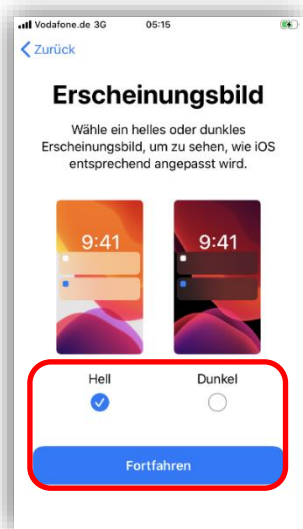 Vodafone.de 3G 05:15
Zurück
Erscheinungsbild
Wähle ein helles oder dunkles
Erscheinungsbild, um zu sehen, wie iOS
entsprechend angepasst wird.
9:41 9:41
Hell Dunkel
Fortfahren